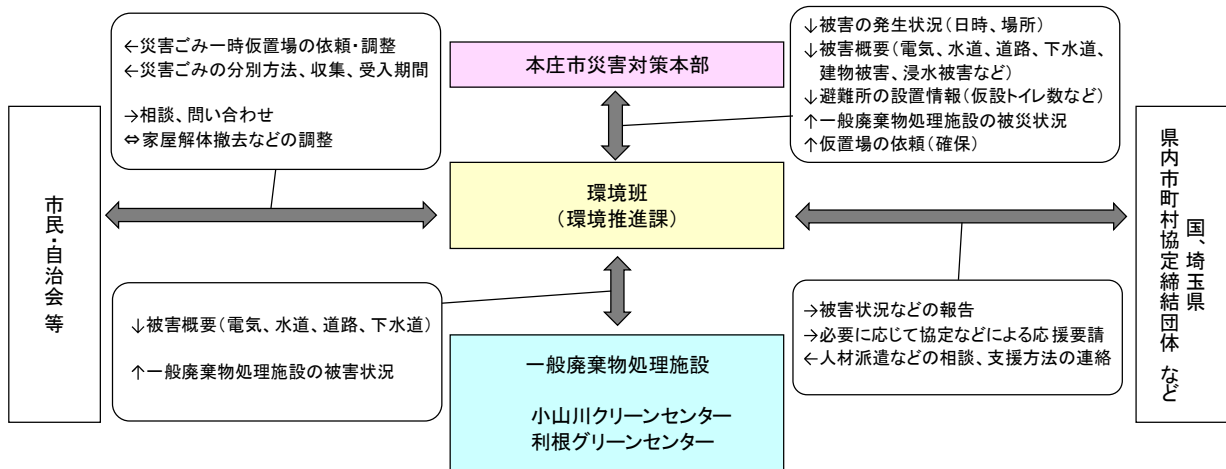 ←災害ごみ一時仮置場の依頼・調整
←災害ごみの分別方法、収集、受入期間
→相談、問い合わせ
⇔家屋解体撤去などの調整
本庄市災害対策本部
↓被害の発生状況(日時、場所)
↓被害概要(電気、水道、道路、下水道、
建物被害、浸水被害など)
↓避難所の設置情報(仮設トイレ数など)
↑一般廃棄物処理施設の被災状況
↑仮置場の依頼(確保)
市民・自治会 等
環境班
(環境推進課)
国、埼玉県
県内市町村協定締結団体 など
↓被害概要(電気、水道、道路、下水道)
↑一般廃棄物処理施設の被害状況
一般廃棄物処理施設
小山川クリーンセンター
利根グリーンセンター
→被害状況などの報告
→必要に応じて協定などによる応援要請
←人材派遣などの相談、支援方法の連絡